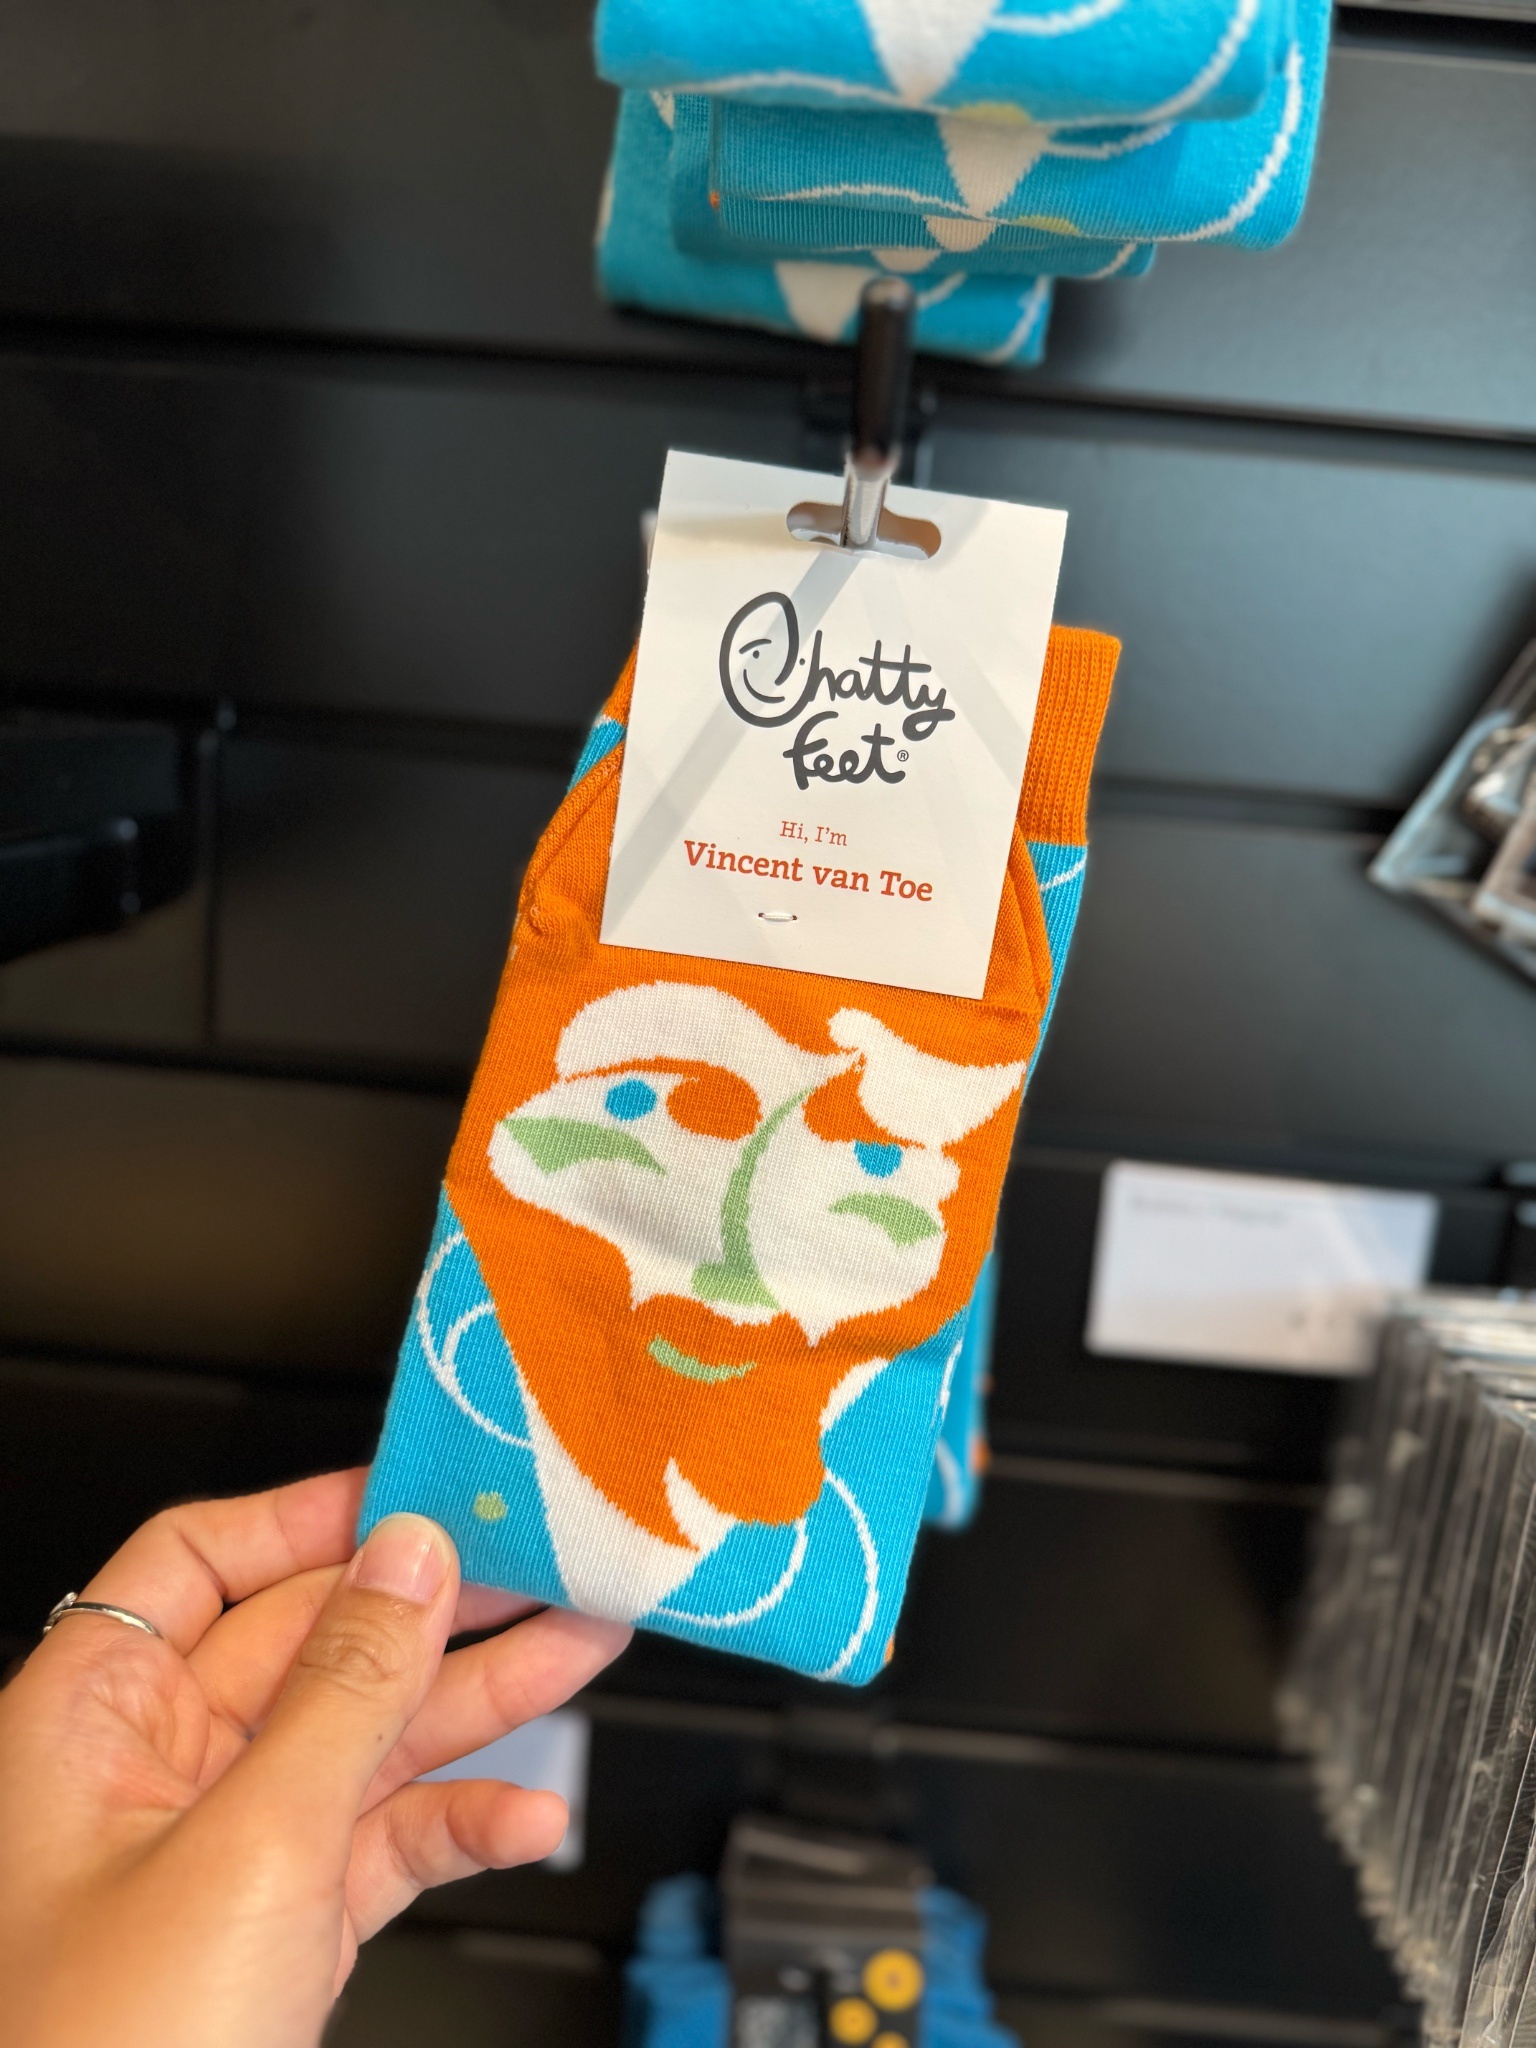 Chatty
feet®
Hi, I'm
Vincent van Toe